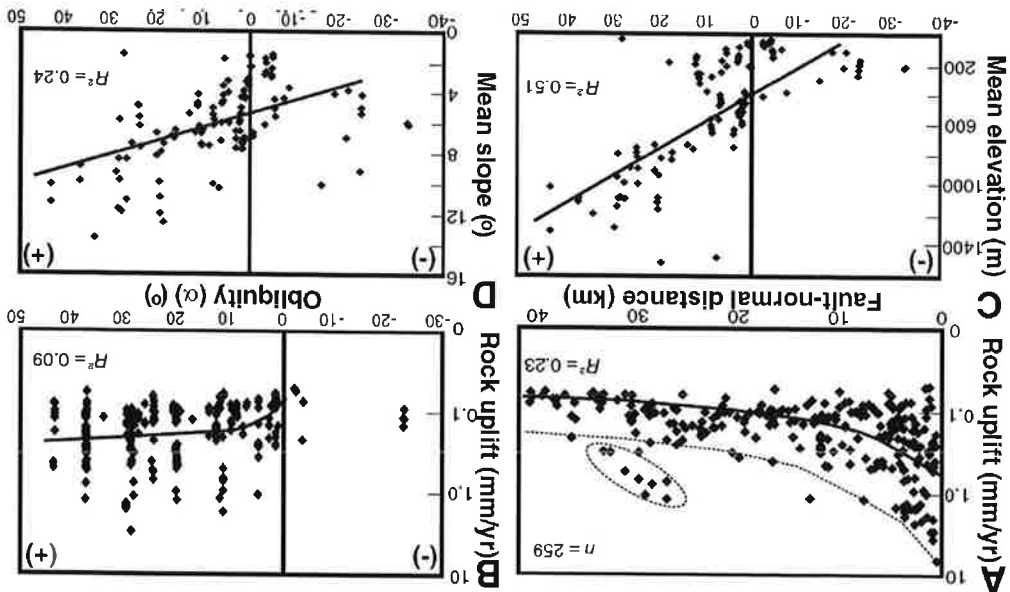 A
Rock uplift (mm/yr)
10
1.0
0.1
n = 259
R² = 0.23
0 10 20 30 40
Fault-normal distance (km)
B
Rock uplift (mm/yr)
10
1.0
0.1
0
(-) (+)
R² = 0.09
-30 -20 -10 0 10 20 30 40 50
Obliquity (α) (º)
C
Mean elevation (m)
1400
1000
600
200
(-) (+)
R² = 0.51
-40 -30 -20 -10 0 10 20 30 40 50
D
Mean slope (º)
16
12
8
4
0
(-) (+)
R² = 0.24
-40 -30 -20 -10 0 10 20 30 40 50